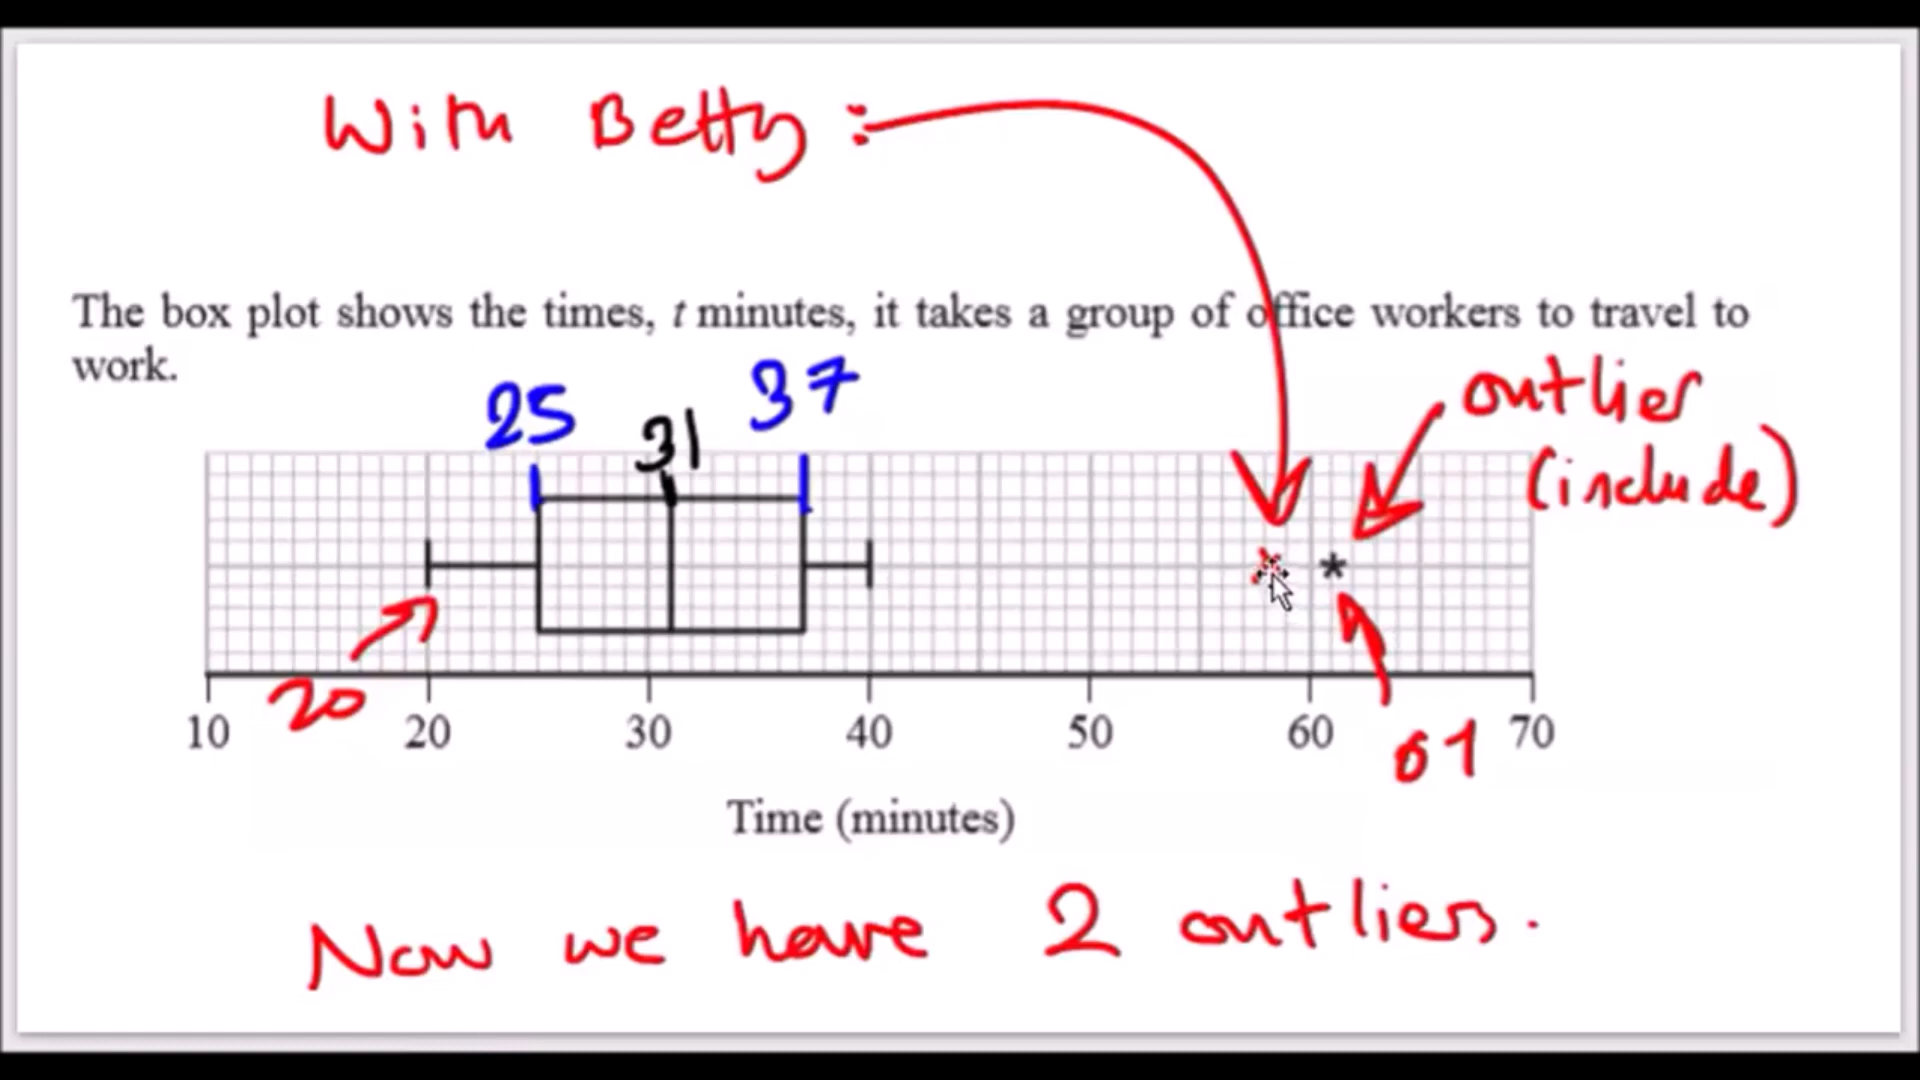 With Betty :
The box plot shows the times, t minutes, it takes a group of office workers to travel to
work.
25
31
37
outlier
(include)
20
61
10 20 30 40 50 60 70
Time (minutes)
Now we have 2 outliers.